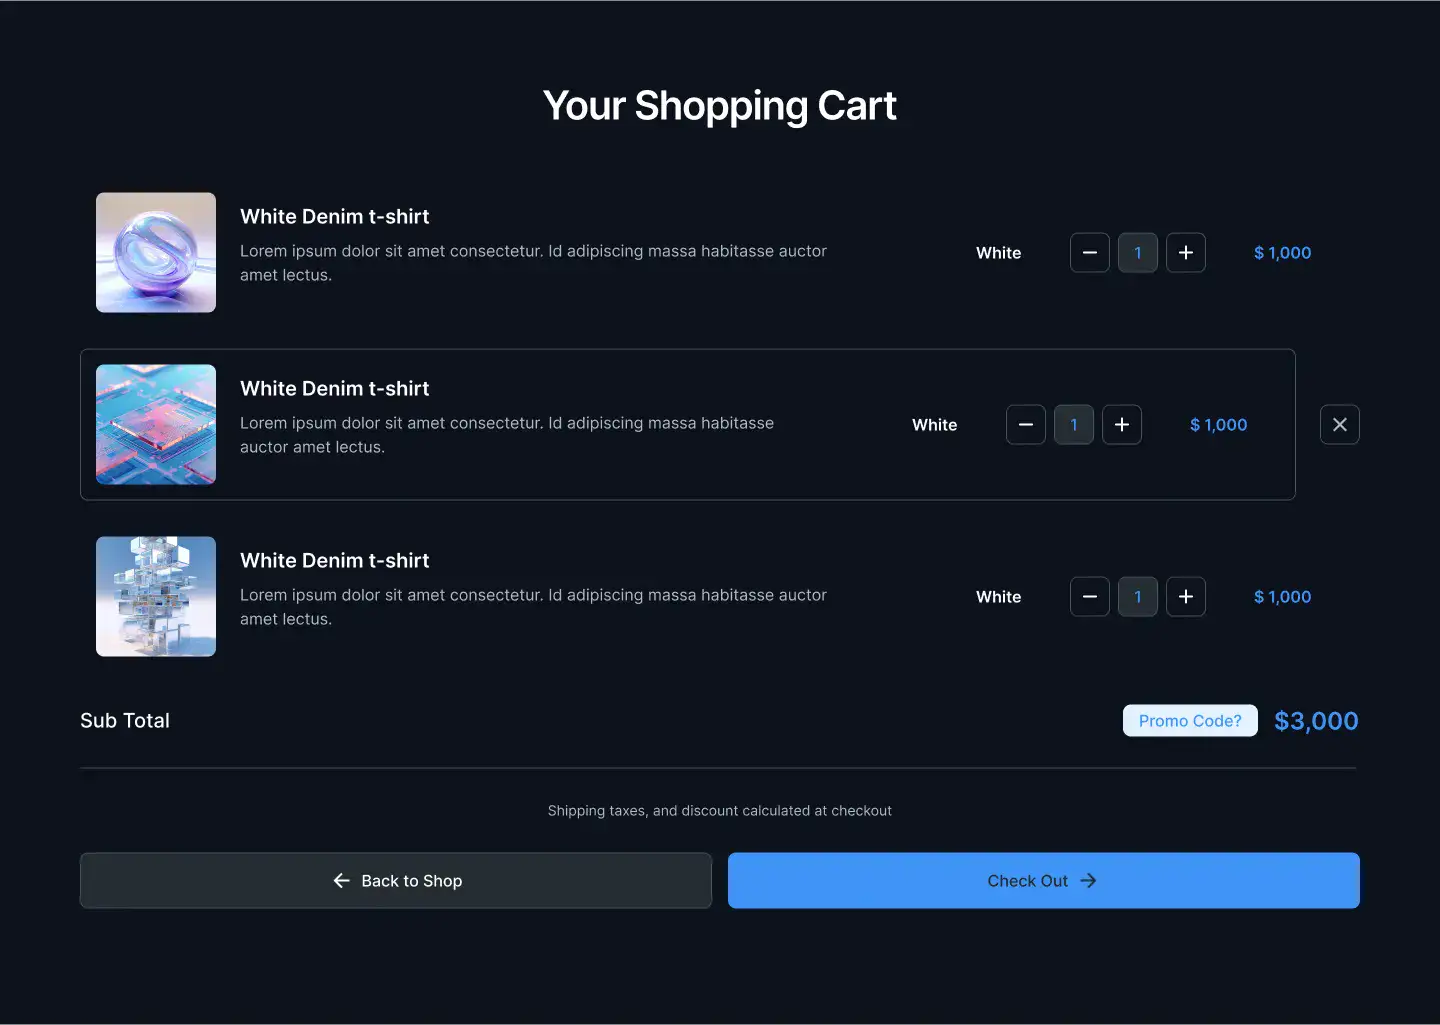 Your Shopping Cart
White Denim t-shirt
Lorem ipsum dolor sit amet consectetur. Id adipiscing massa habitasse auctor
amet lectus.
White
1
$ 1,000
White Denim t-shirt
Lorem ipsum dolor sit amet consectetur. Id adipiscing massa habitasse
auctor amet lectus.
White
1
$ 1,000
White Denim t-shirt
Lorem ipsum dolor sit amet consectetur. Id adipiscing massa habitasse auctor
amet lectus.
White
1
$ 1,000
Sub Total
Promo Code?
$3,000
Shipping taxes, and discount calculated at checkout
Back to Shop
Check Out